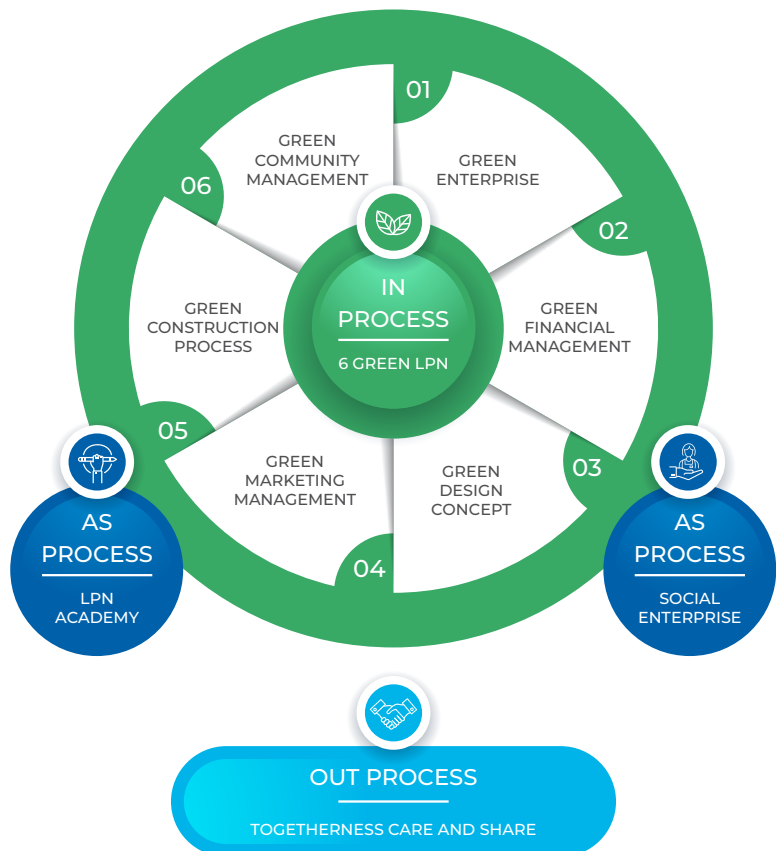 01
GREEN
ENTERPRISE
02
GREEN
FINANCIAL
MANAGEMENT
03
GREEN
DESIGN
CONCEPT
04
GREEN
MARKETING
MANAGEMENT
05
GREEN
CONSTRUCTION
PROCESS
06
GREEN
COMMUNITY
MANAGEMENT
IN
PROCESS
6 GREEN LPN
AS
PROCESS
LPN
ACADEMY
AS
PROCESS
SOCIAL
ENTERPRISE
OUT PROCESS
TOGETHERNESS CARE AND SHARE